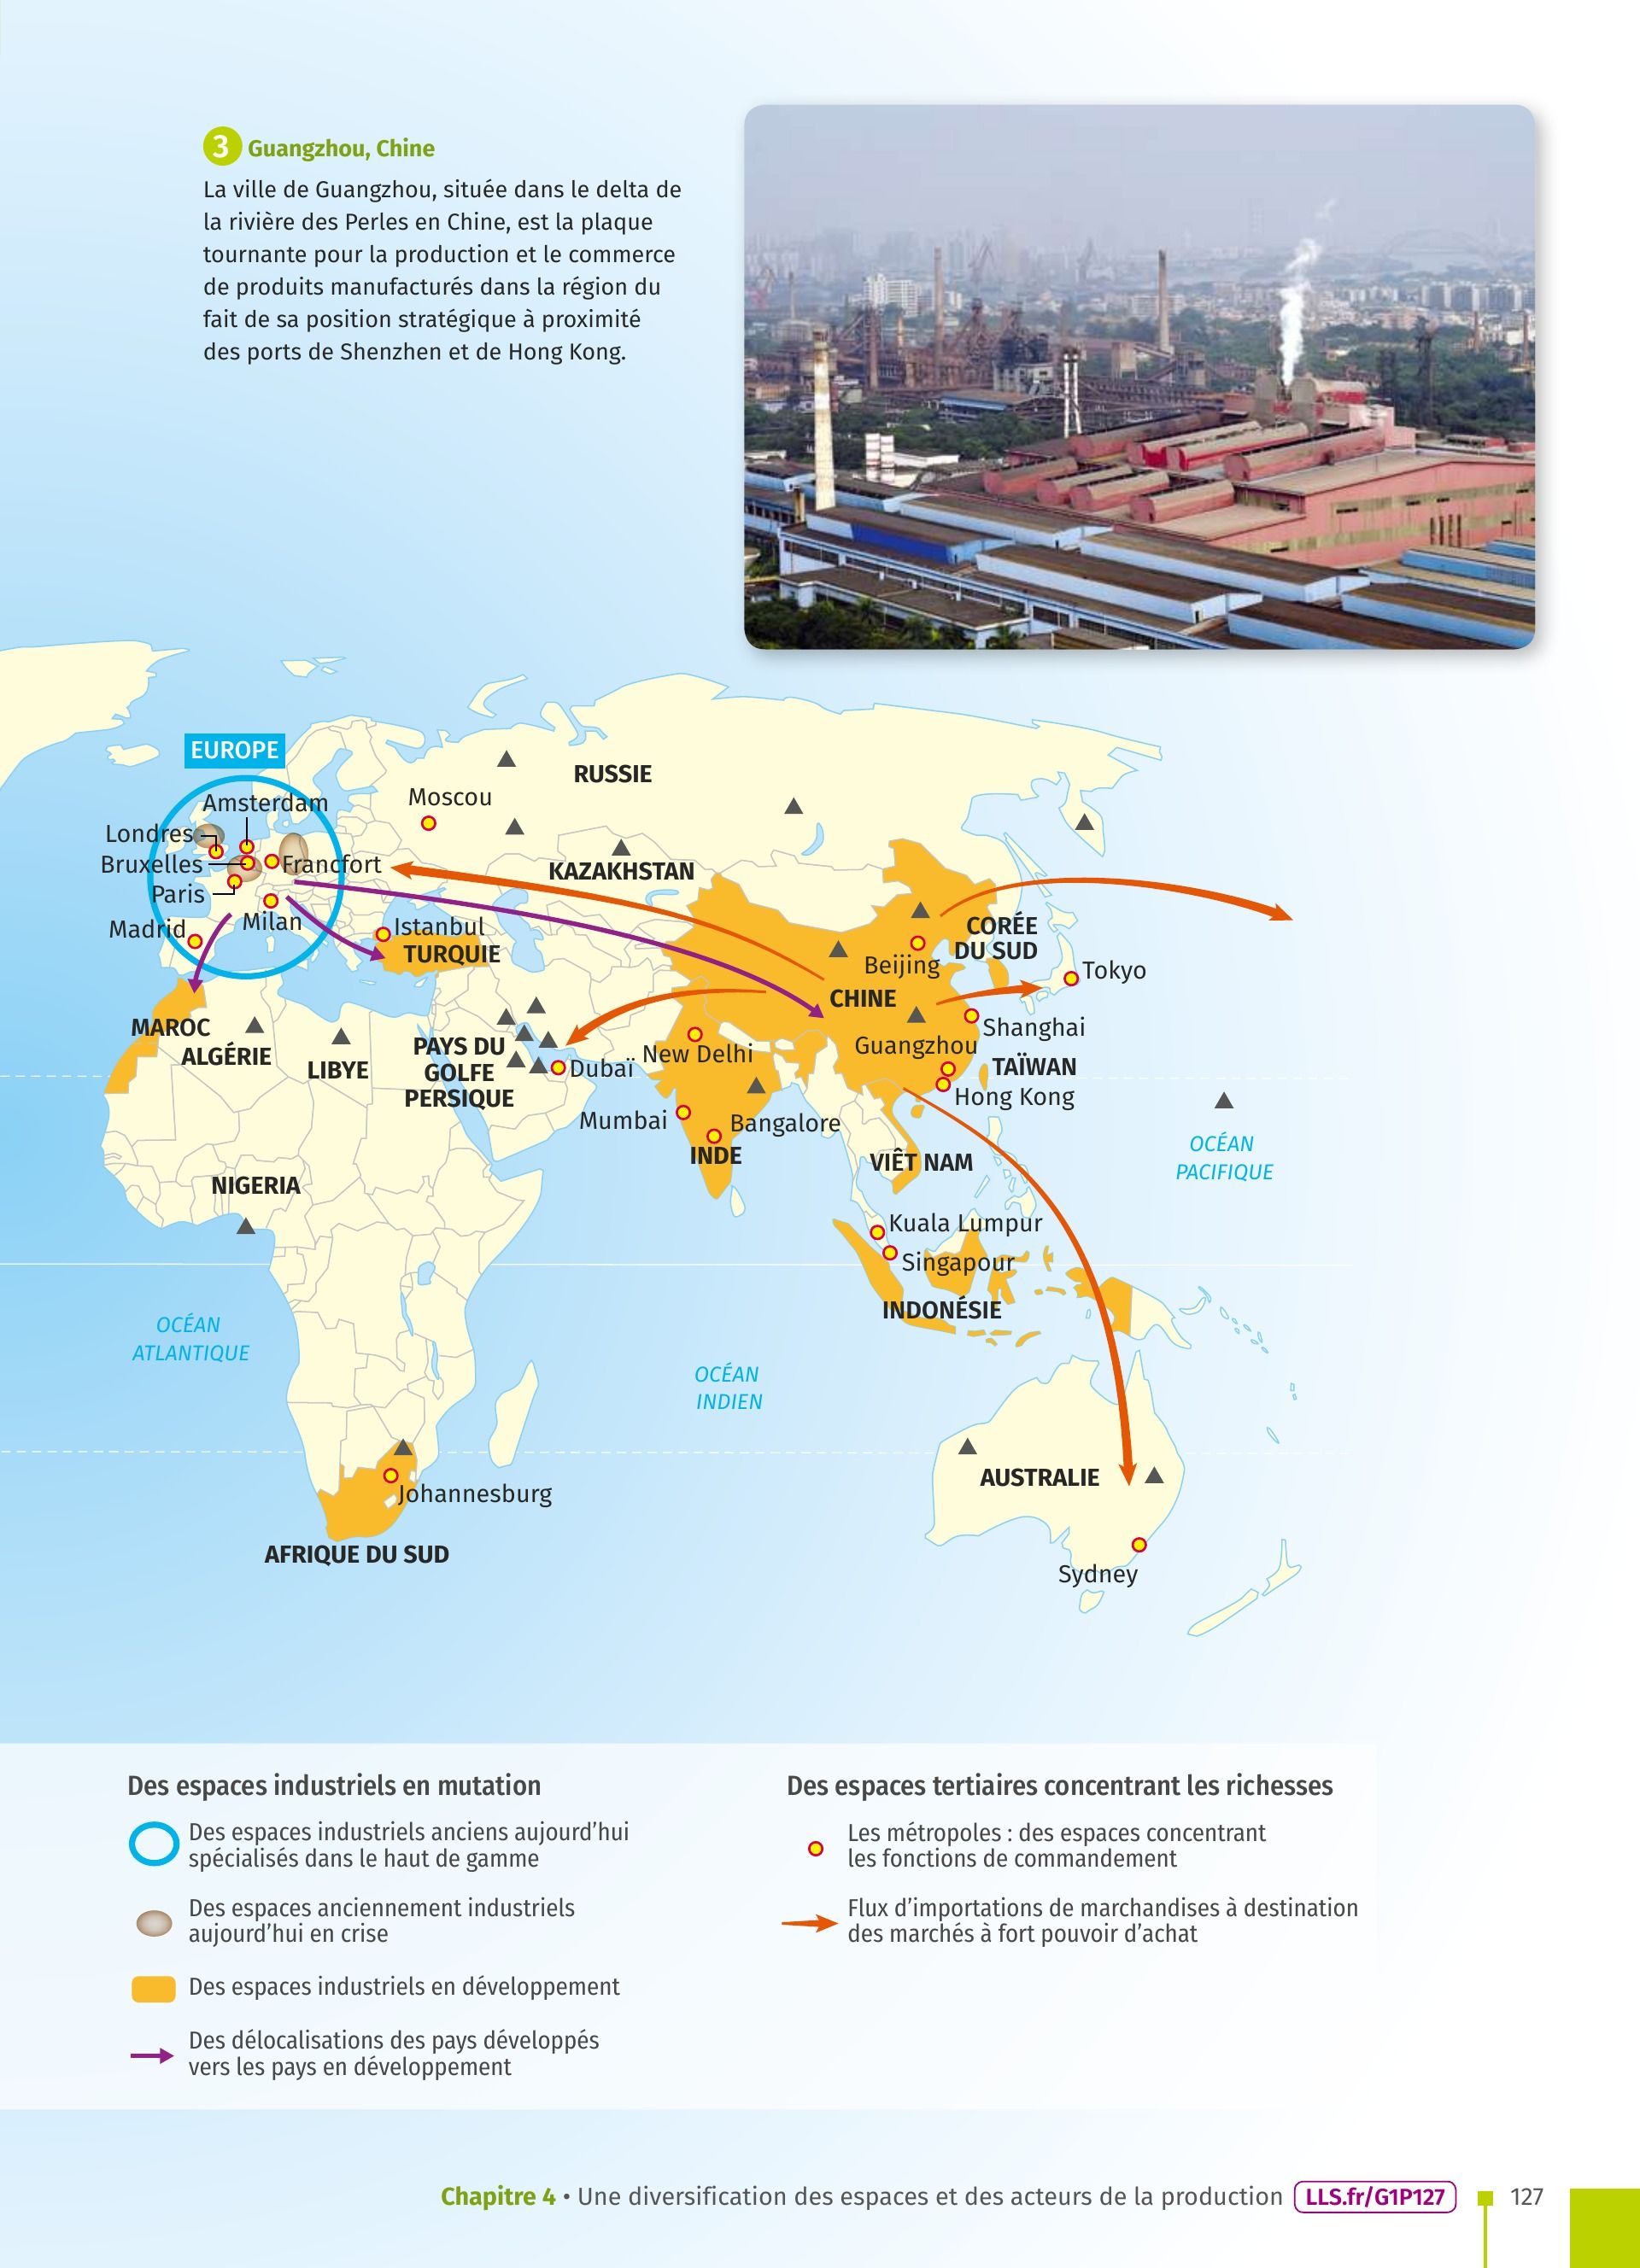 3 Guangzhou, Chine
La ville de Guangzhou, située dans le delta de
la rivière des Perles en Chine, est la plaque
tournante pour la production et le commerce
de produits manufacturés dans la région du
fait de sa position stratégique à proximité
des ports de Shenzhen et de Hong Kong.
EUROPE
RUSSIE
Moscou
Amsterdam
Londres
Bruxelles
Francfort
Paris
KAZAKHSTAN
Madrid
Milan
Istanbul
TURQUIE
CORÉE
DU SUD
Beijing
Tokyo
CHINE
MAROC
ALGÉRIE
LIBYE
PAYS DU
GOLFE
PERSIQUE
Dubaï
New Delhi
Shanghai
Guangzhou
TAÏWAN
Hong Kong
Mumbai
Bangalore
INDE
VIÊT NAM
OCÉAN
PACIFIQUE
NIGERIA
Kuala Lumpur
Singapour
INDONÉSIE
OCÉAN
ATLANTIQUE
OCÉAN
INDIEN
Johannesburg
AFRIQUE DU SUD
AUSTRALIE
Sydney
Des espaces industriels en mutation
Des espaces industriels anciens aujourd'hui
spécialisés dans le haut de gamme
Des espaces anciennement industriels
aujourd'hui en crise
Des espaces industriels en développement
Des délocalisations des pays développés
vers les pays en développement
Des espaces tertiaires concentrant les richesses
Les métropoles : des espaces concentrant
les fonctions de commandement
Flux d'importations de marchandises à destination
des marchés à fort pouvoir d'achat
Chapitre 4 • Une diversification des espaces et des acteurs de la production LLS.fr/G1P127 127